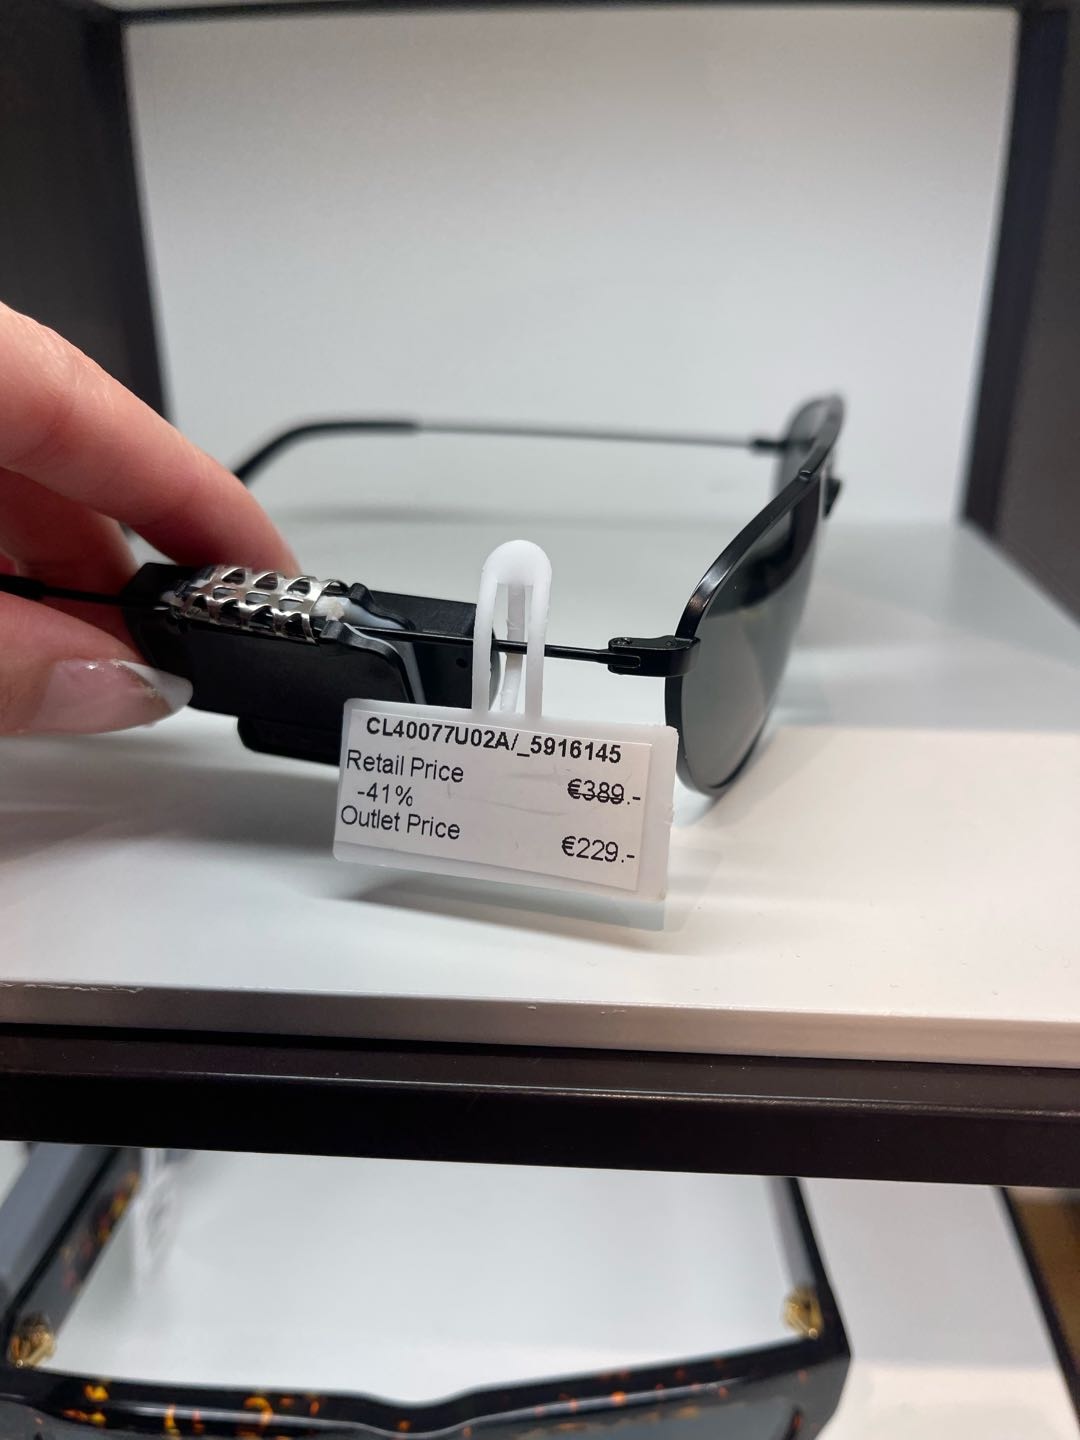 CL40077U02A/_5916145
Retail Price €389.-
-41%
Outlet Price €229.-